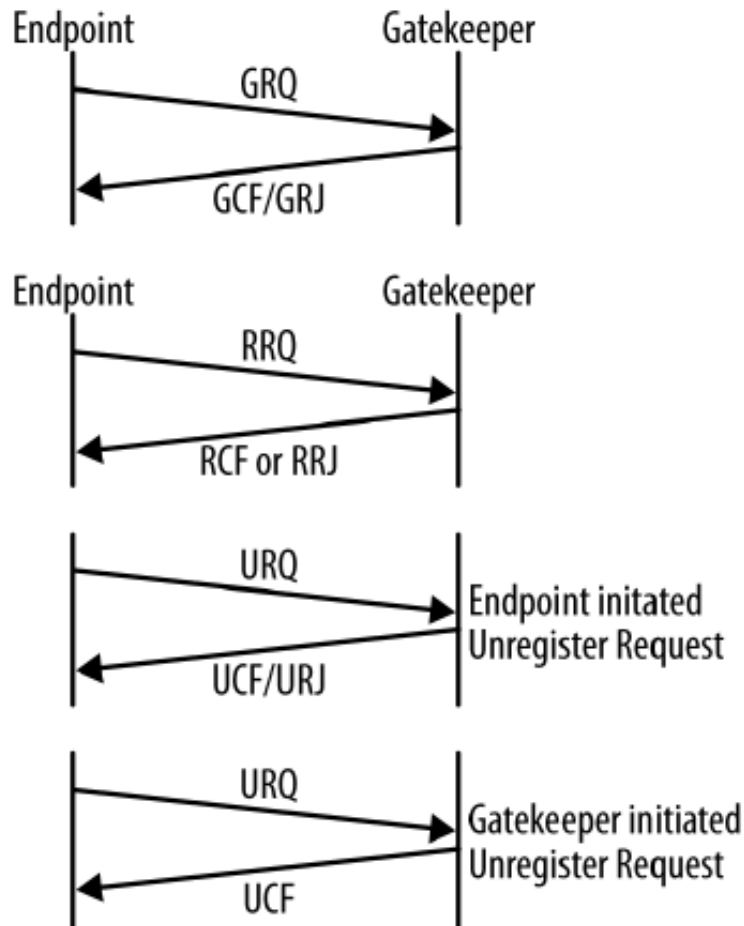 Endpoint Gatekeeper
GRQ
GCF/GRJ
Endpoint Gatekeeper
RRQ
RCF or RRJ
URQ
Endpoint initated
Unregister Request
UCF/URJ
URQ
Gatekeeper initiated
Unregister Request
UCF